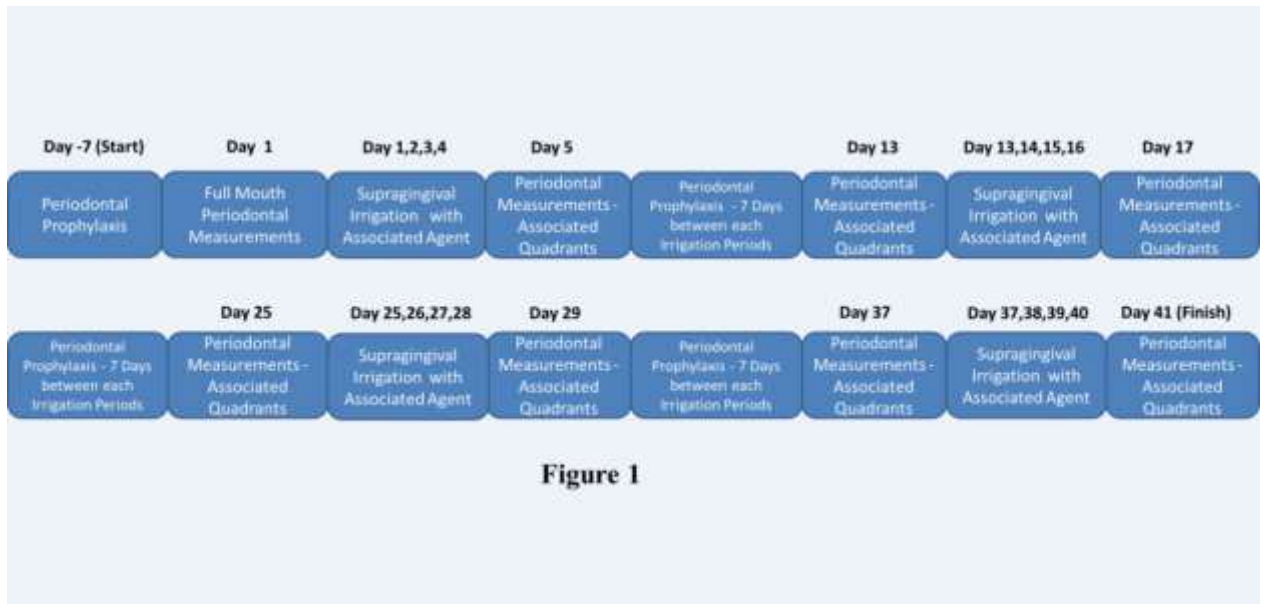 Day -7 (Start) Day 1 Day 1,2,3,4 Day 5 Day 13 Day 13,14,15,16 Day 17
Periodontal
Prophylaxis
Full Mouth
Periodontal
Measurements
Supragingival
Irrigation with
Associated Agent
Periodontal
Measurements -
Associated
Quadrants
Periodontal
Prophylaxis - 7 Days
between each
Irrigation Periods
Periodontal
Measurements -
Associated
Quadrants
Supragingival
Irrigation with
Associated Agent
Periodontal
Measurements -
Associated
Quadrants
Day 25 Day 25,26,27,28 Day 29 Day 37 Day 37,38,39,40 Day 41 (Finish)
Periodontal
Prophylaxis - 7 Days
between each
Irrigation Periods
Periodontal
Measurements -
Associated
Quadrants
Supragingival
Irrigation with
Associated Agent
Periodontal
Measurements -
Associated
Quadrants
Periodontal
Prophylaxis - 7 Days
between each
Irrigation Periods
Periodontal
Measurements -
Associated
Quadrants
Supragingival
Irrigation with
Associated Agent
Periodontal
Measurements -
Associated
Quadrants
Figure 1